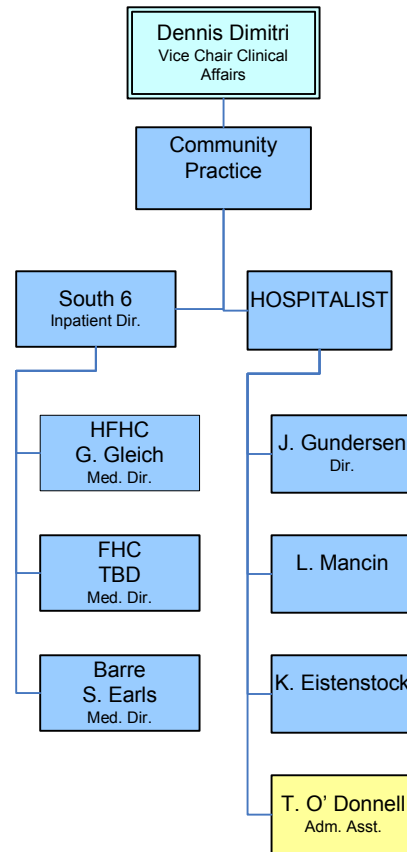 Dennis Dimitri
Vice Chair Clinical
Affairs
Community
Practice
South 6
Inpatient Dir.
HOSPITALIST
HFHC
G. Gleich
Med. Dir.
J. Gundersen
Dir.
FHC
TBD
Med. Dir.
L. Mancin
Barre
S. Earls
Med. Dir.
K. Eistenstock
T. O' Donnell
Adm. Asst.